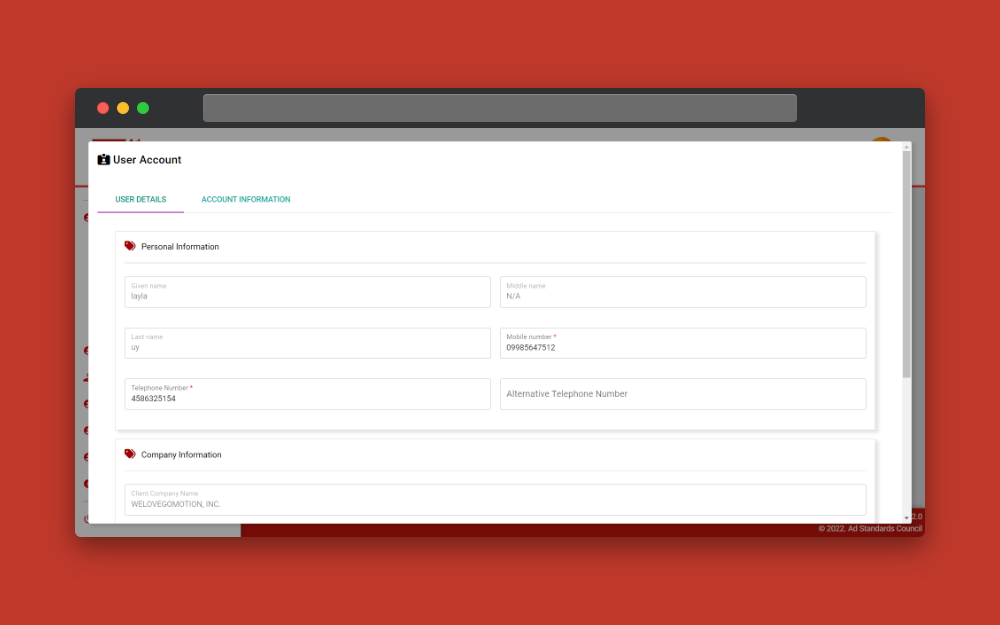 User Account
USER DETAILS ACCOUNT INFORMATION
Personal Information
Given name
layla
Middle name
N/A
Last name
uy
Mobile number *
09985647512
Telephone Number *
4586325154
Alternative Telephone Number
Company Information
Client Company Name
WELOVEGOMOTION, INC.
2.0
© 2022. Ad Standards Council